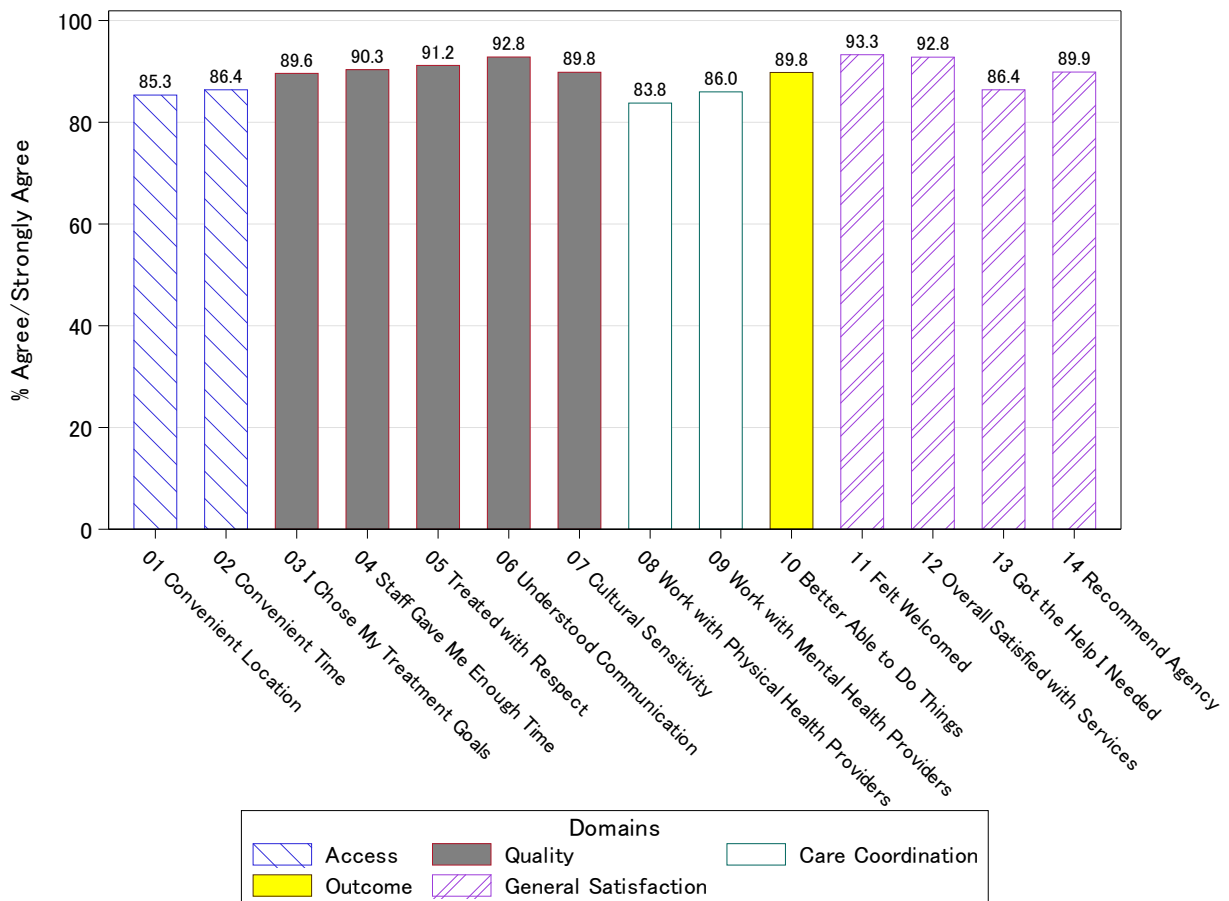 % Agree/Strongly Agree
100
80
60
40
20
0
85.3
86.4
89.6
90.3
91.2
92.8
89.8
83.8
86.0
89.8
93.3
92.8
86.4
89.9
01 Convenient Location
02 Convenient Time
03 I Chose My Treatment Goals
04 Staff Gave Me Enough Time
05 Treated with Respect
06 Understood Communication
07 Cultural Sensitivity
08 Work with Physical Health Providers
09 Work with Mental Health Providers
10 Better Able to Do Things
11 Felt Welcomed
12 Overall Satisfied with Services
13 Got the Help I Needed
14 Recommend Agency
Domains
Access
Quality
Care Coordination
Outcome
General Satisfaction